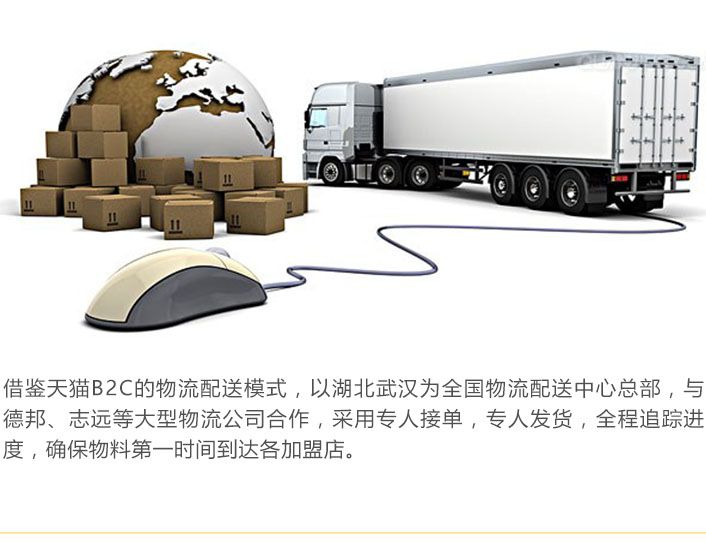 借鉴天猫B2C的物流配送模式，以湖北武汉为全国物流配送中心总部，与
德邦、志远等大型物流公司合作，采用专人接单，专人发货，全程追踪进
度，确保物料第一时间到达各加盟店。